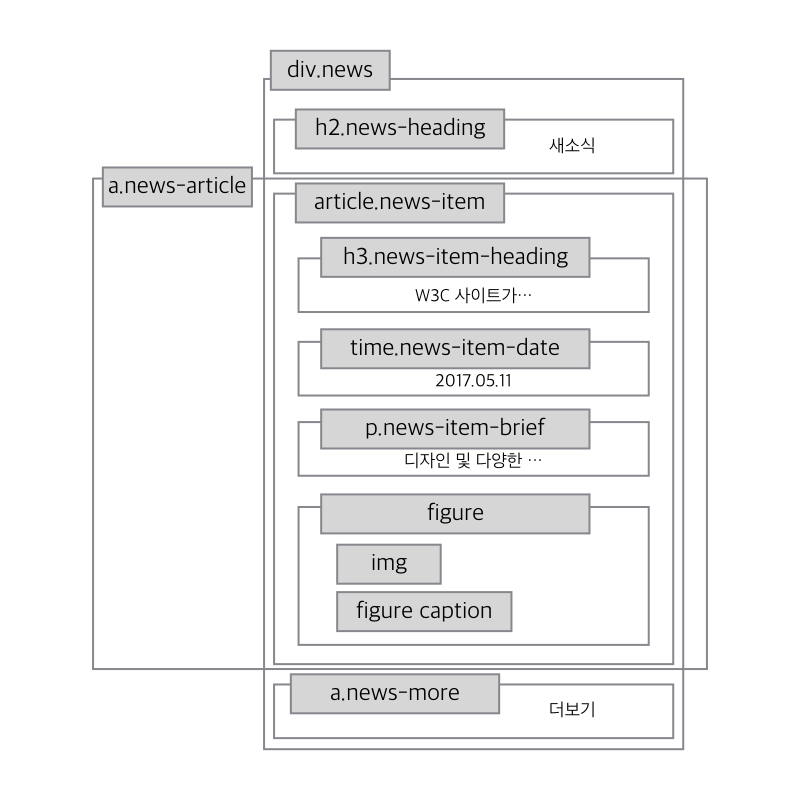 div.news
h2.news-heading
새소식
a.news-article
article.news-item
h3.news-item-heading
W3C 사이트가…
time.news-item-date
2017.05.11
p.news-item-brief
디자인 및 다양한 …
figure
img
figure caption
a.news-more
더보기